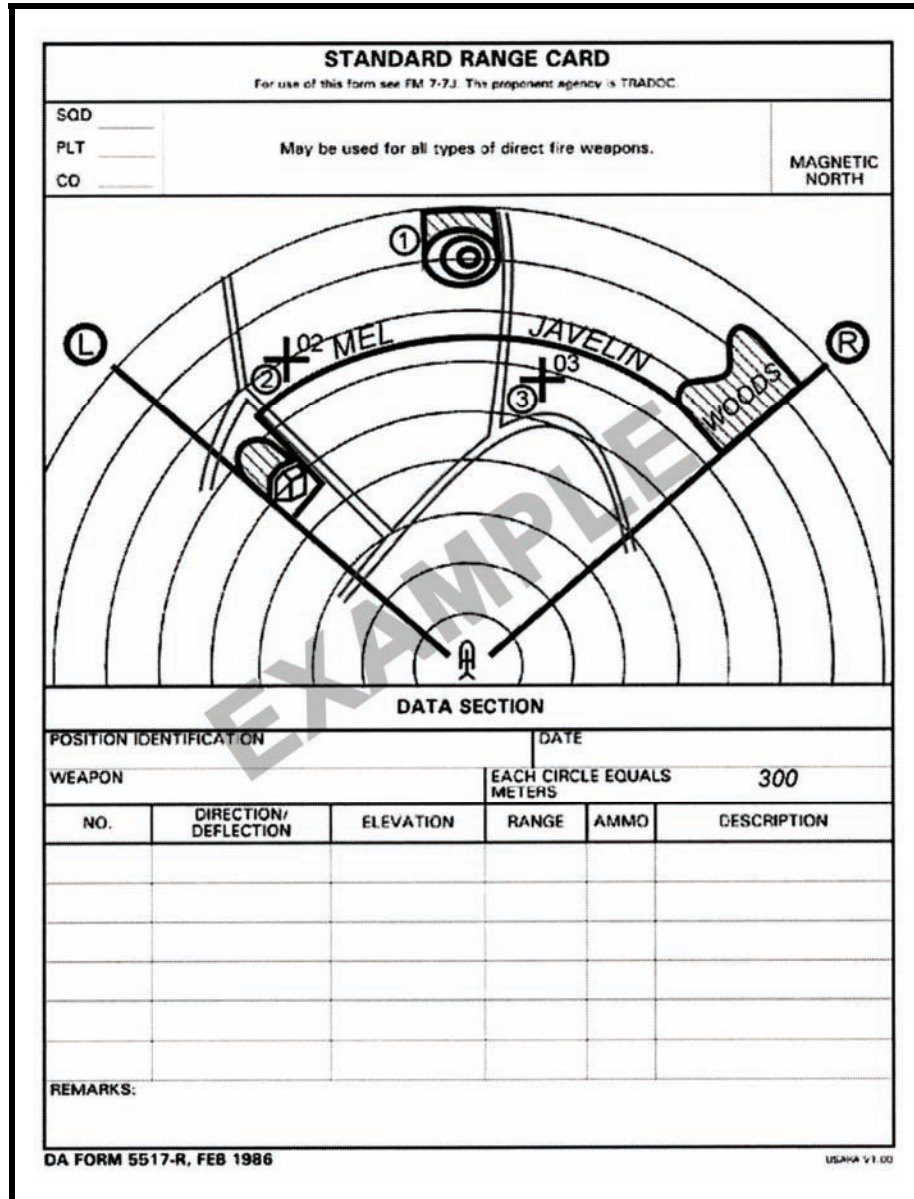 STANDARD RANGE CARD
For use of this form see FM 7-7J. The proponent agency is TRADOC.
SQD
PLT
CO
May be used for all types of direct fire weapons.
MAGNETIC
NORTH
1
L
R
02
MEL
JAVELIN
2
03
3
WOODS
EXAMPLE
DATA SECTION
POSITION IDENTIFICATION
DATE
WEAPON
EACH CIRCLE EQUALS 300
METERS
NO.
DIRECTION/
DEFLECTION
ELEVATION
RANGE
AMMO
DESCRIPTION
REMARKS:
DA FORM 5517-R, FEB 1986
USAPA V1.00